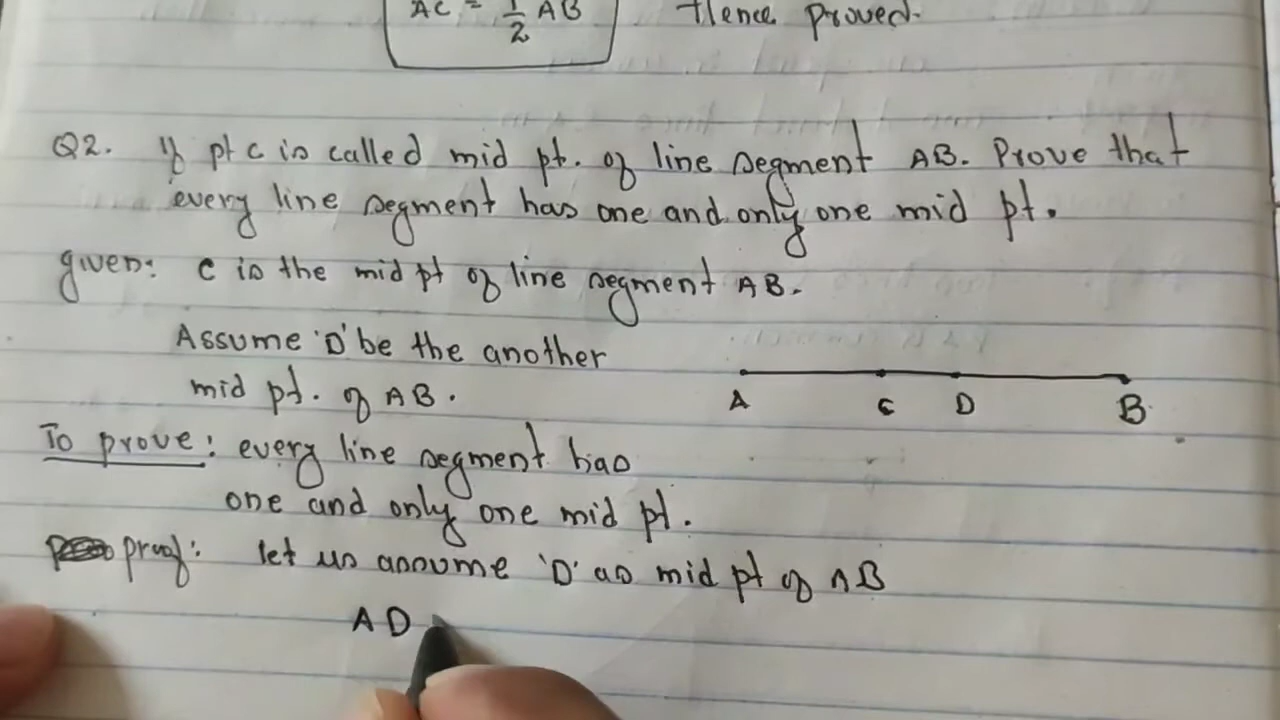 AC = 1/2 AB Hence Proved.
Q2. If pt C is called mid pt. of line segment AB. Prove that
every line segment has one and only one mid pt.
given: C is the mid pt of line segment AB.
Assume 'D' be the another
mid pt. of AB.
A C D B
To prove: every line segment has
one and only one mid pt.
proof: let us assume 'D' as mid pt of AB
AD